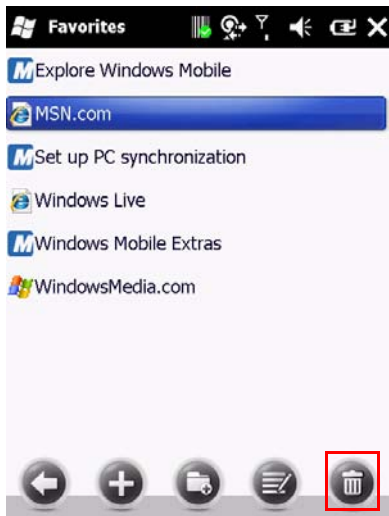 Favorites
Explore Windows Mobile
MSN.com
Set up PC synchronization
Windows Live
Windows Mobile Extras
WindowsMedia.com